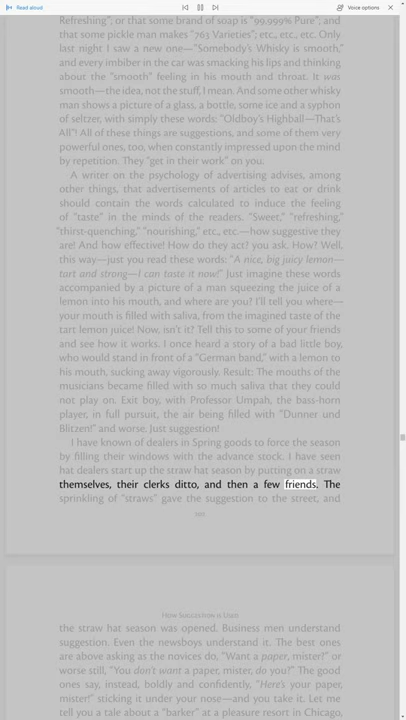 Read aloud
Voice options
Refreshing", or that some brand of soap is "99.999% Pure", and
that some pickle man makes "763 Varieties"; etc., etc., etc. Only
last night I saw a new one—"Somebody's Whisky is smooth,"
and every imbiber in the car was smacking his lips and thinking
about the "smooth" feeling in his mouth and throat. It was
smooth—the idea, not the stuff, I mean. And some other whisky
man shows a picture of a glass, a bottle, some ice and a syphon
of seltzer, with simply these words: "Oldboy's Highball—That's
All"! All of these things are suggestions, and some of them very
powerful ones, too, when constantly impressed upon the mind
by repetition. They "get in their work" on you.
A writer on the psychology of advertising advises, among
other things, that advertisements of articles to eat or drink
should contain the words calculated to induce the feeling
of "taste" in the minds of the readers. "Sweet," "refreshing,"
"thirst-quenching," "nourishing," etc., etc.—how suggestive they
are! And how effective! How do they act? you ask. How? Well,
this way—just you read these words: "A nice, big juicy lemon—
tart and strong—I can taste it now!" Just imagine these words
accompanied by a picture of a man squeezing the juice of a
lemon into his mouth, and where are you? I'll tell you where—
your mouth is filled with saliva, from the imagined taste of the
tart lemon juice! Now, isn't it? Tell this to some of your friends
and see how it works. I once heard a story of a bad little boy,
who would stand in front of a "German band," with a lemon to
his mouth, sucking away vigorously. Result: The mouths of the
musicians became filled with so much saliva that they could
not play on. Exit boy, with Professor Umpah, the bass-horn
player, in full pursuit, the air being filled with "Dunner und
Blitzen!" and worse. Just suggestion!
I have known of dealers in Spring goods to force the season
by filling their windows with the advance stock. I have seen
hat dealers start up the straw hat season by putting on a straw
themselves, their clerks ditto, and then a few friends. The
sprinkling of "straws" gave the suggestion to the street, and
How Suggestion is Used
the straw hat season was opened. Business men understand
suggestion. Even the newsboys understand it. The best ones
are above asking as the novices do, "Want a paper, mister?" or
worse still, "You don't want a paper, mister, do you?" The good
ones say, instead, boldly and confidently, "Here's your paper,
mister!" sticking it under your nose—and you take it. Let me
tell you a tale about a "barker" at a pleasure resort in Chicago,